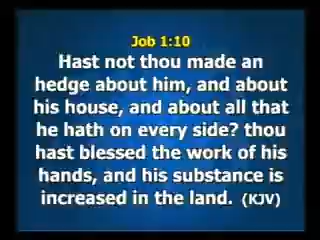 Job 1:10
Hast not thou made an
hedge about him, and about
his house, and about all that
he hath on every side? thou
hast blessed the work of his
hands, and his substance is
increased in the land. (KJV)